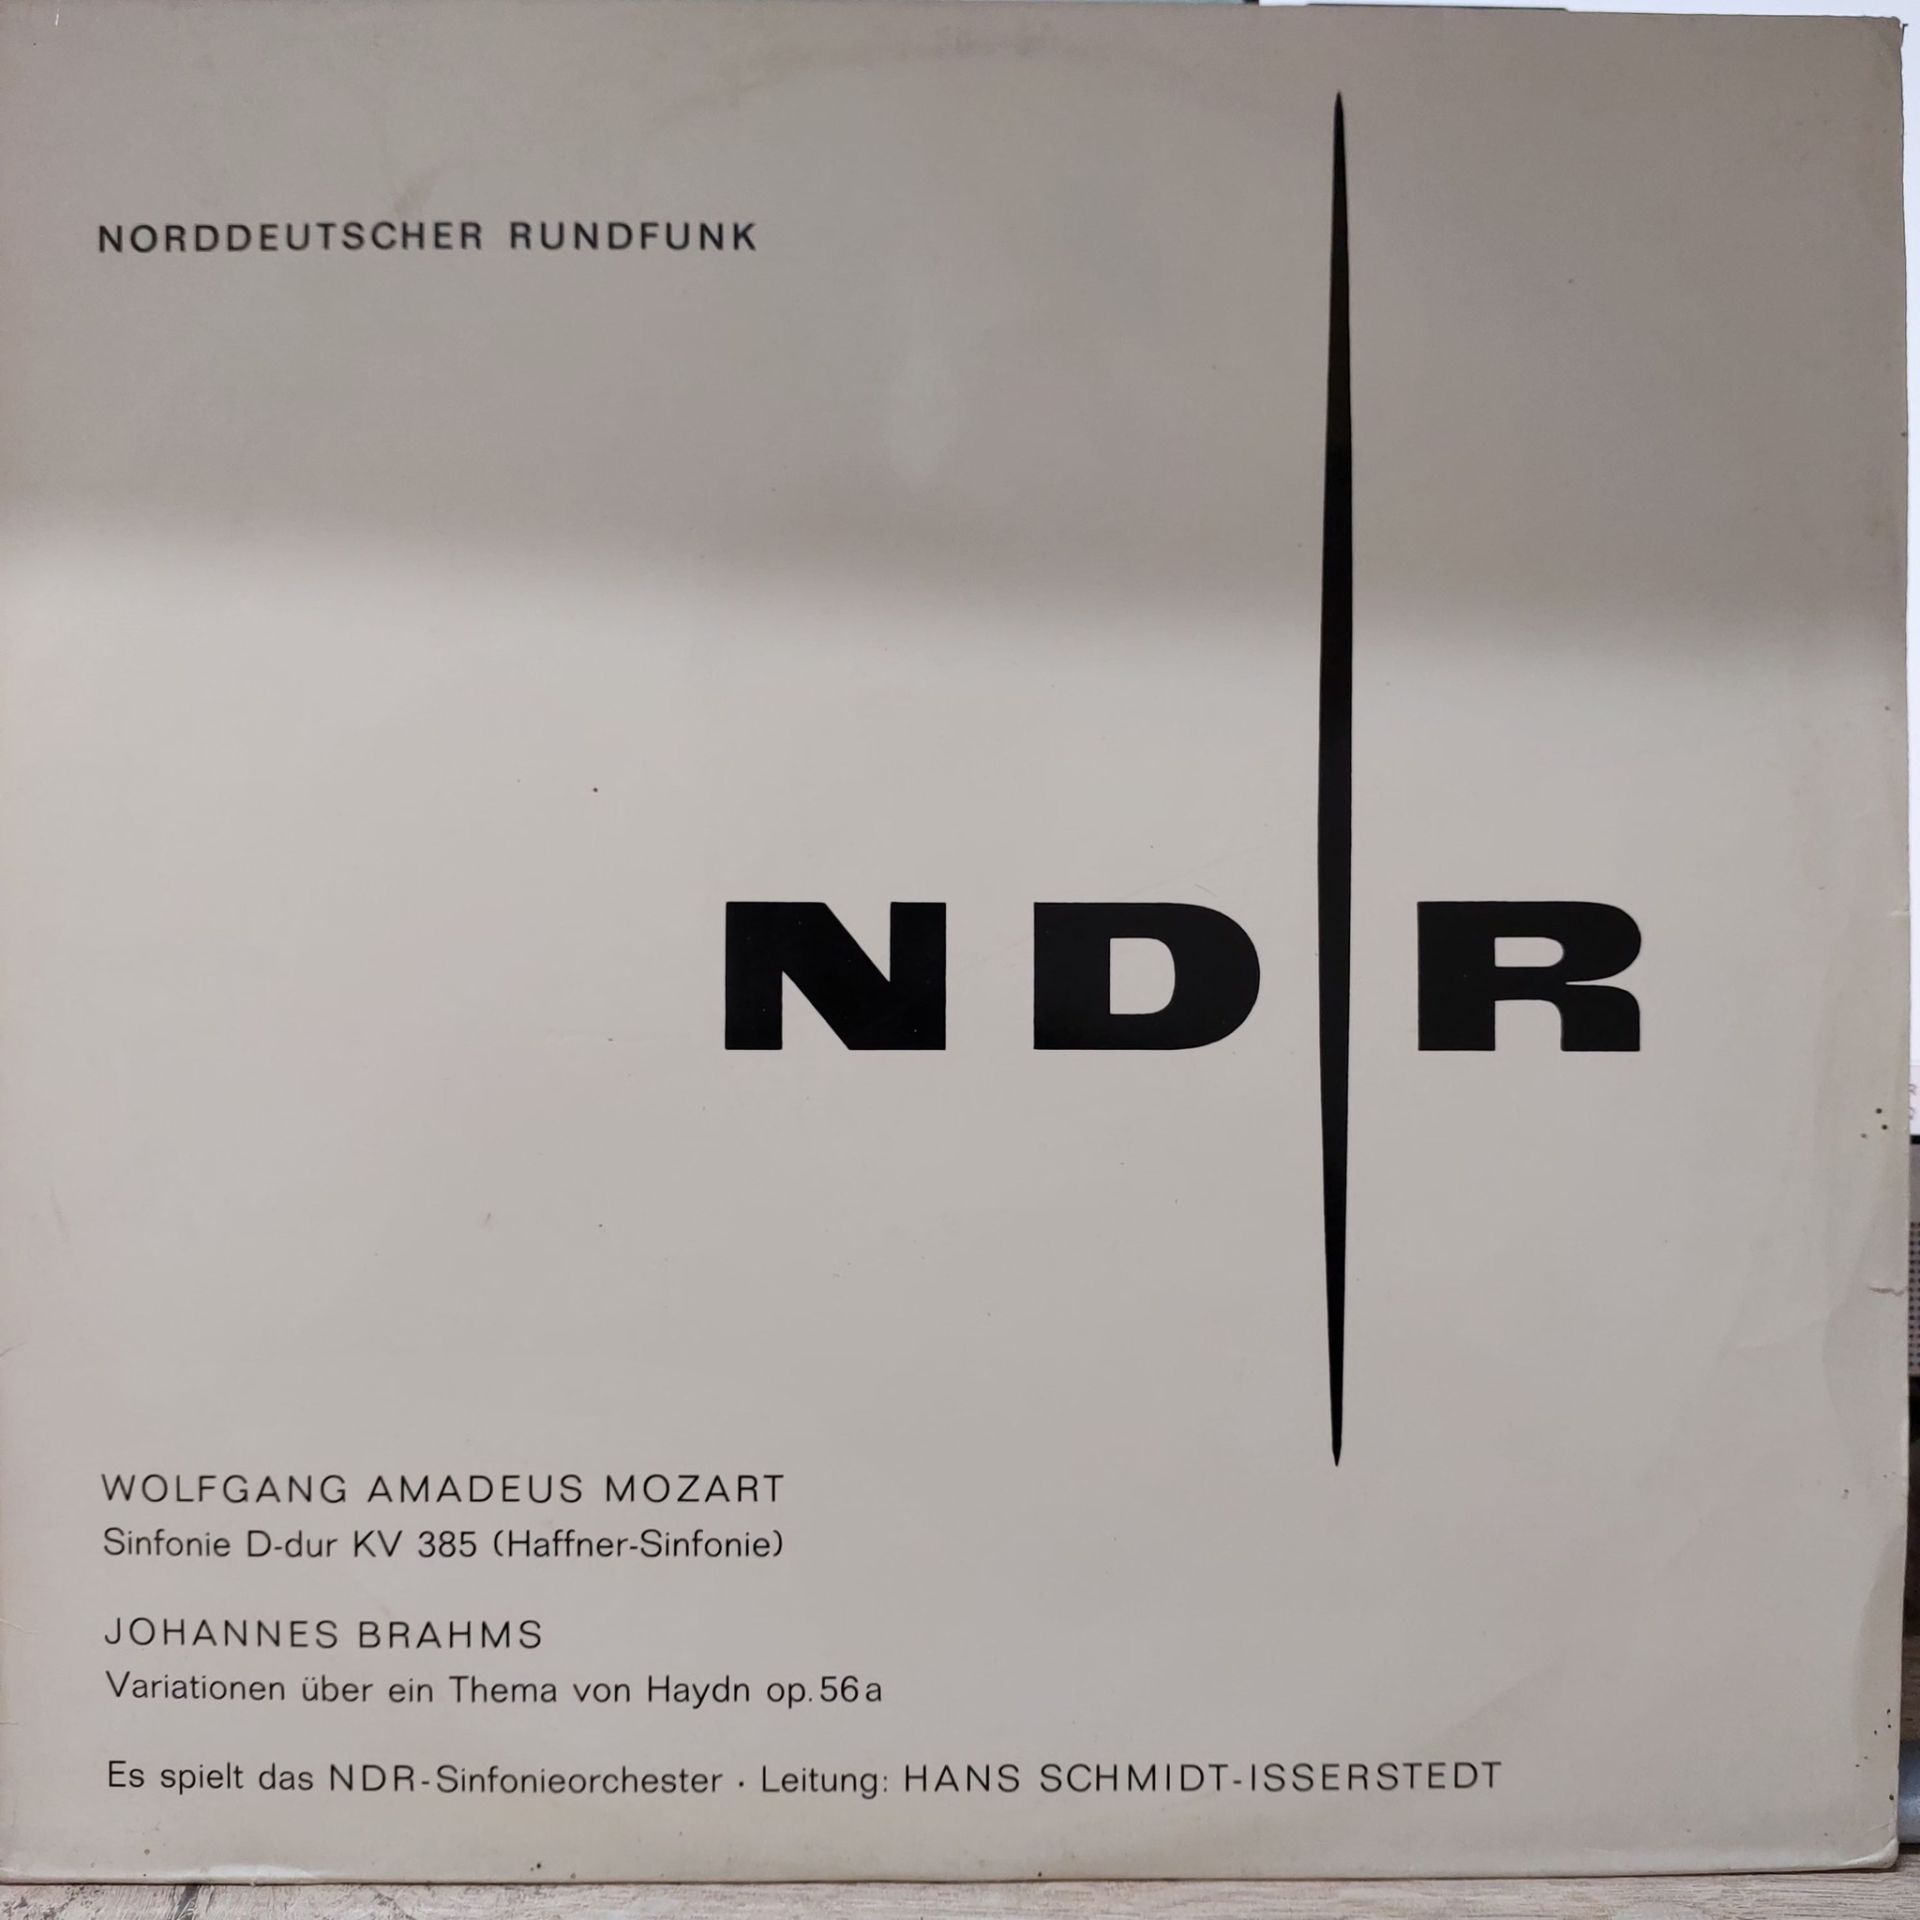 NORDDEUTSCHER RUNDFUNK
NDR
WOLFGANG AMADEUS MOZART
Sinfonie D-dur KV 385 (Haffner-Sinfonie)
JOHANNES BRAHMS
Variationen über ein Thema von Haydn op. 56 a
Es spielt das NDR-Sinfonieorchester · Leitung: HANS SCHMIDT-ISSERSTEDT